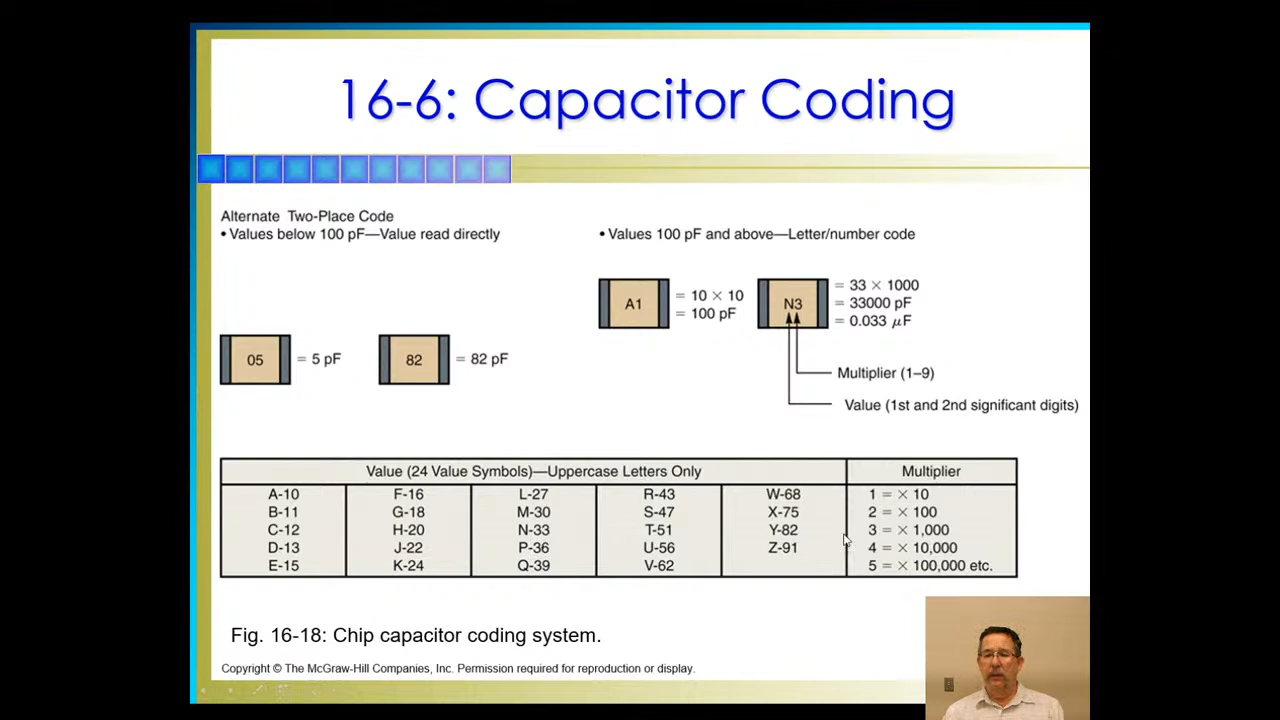 16-6: Capacitor Coding
Alternate Two-Place Code
• Values below 100 pF—Value read directly
• Values 100 pF and above—Letter/number code
05
= 5 pF
82
= 82 pF
A1
= 10 × 10
= 100 pF
N3
= 33 × 1000
= 33000 pF
= 0.033 μF
Multiplier (1–9)
Value (1st and 2nd significant digits)
Value (24 Value Symbols)—Uppercase Letters Only Multiplier
A-10 F-16 L-27 R-43 W-68 1 = × 10
B-11 G-18 M-30 S-47 X-75 2 = × 100
C-12 H-20 N-33 T-51 Y-82 3 = × 1,000
D-13 J-22 P-36 U-56 Z-91 4 = × 10,000
E-15 K-24 Q-39 V-62 5 = × 100,000 etc.
Fig. 16-18: Chip capacitor coding system.
Copyright © The McGraw-Hill Companies, Inc. Permission required for reproduction or display.